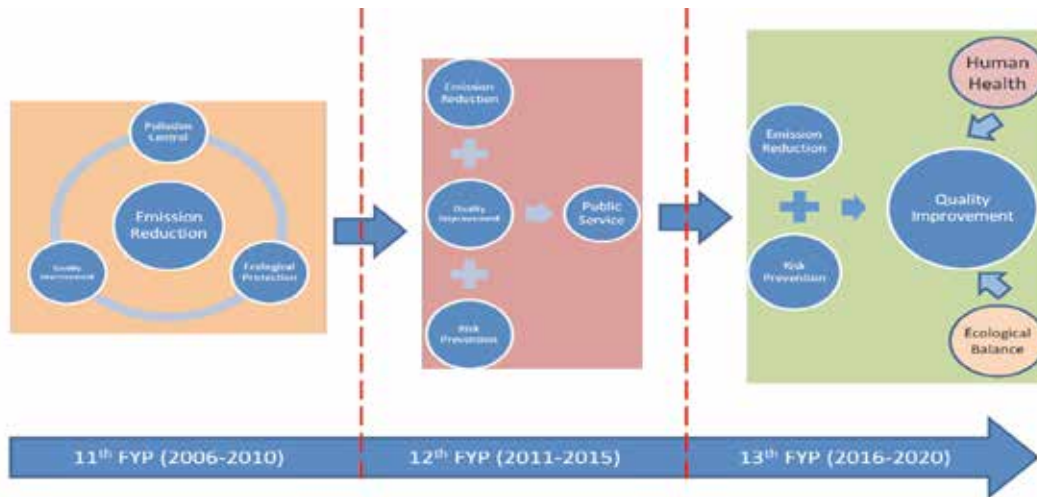 Pollution
Control
Emission
Reduction
Quality
Improvement
Ecological
Protection
Emission
Reduction
Quality
Improvement
Risk
Prevention
Public
Service
Emission
Reduction
Risk
Prevention
Human
Health
Quality
Improvement
Ecological
Balance
11th FYP (2006-2010)
12th FYP (2011-2015)
13th FYP (2016-2020)